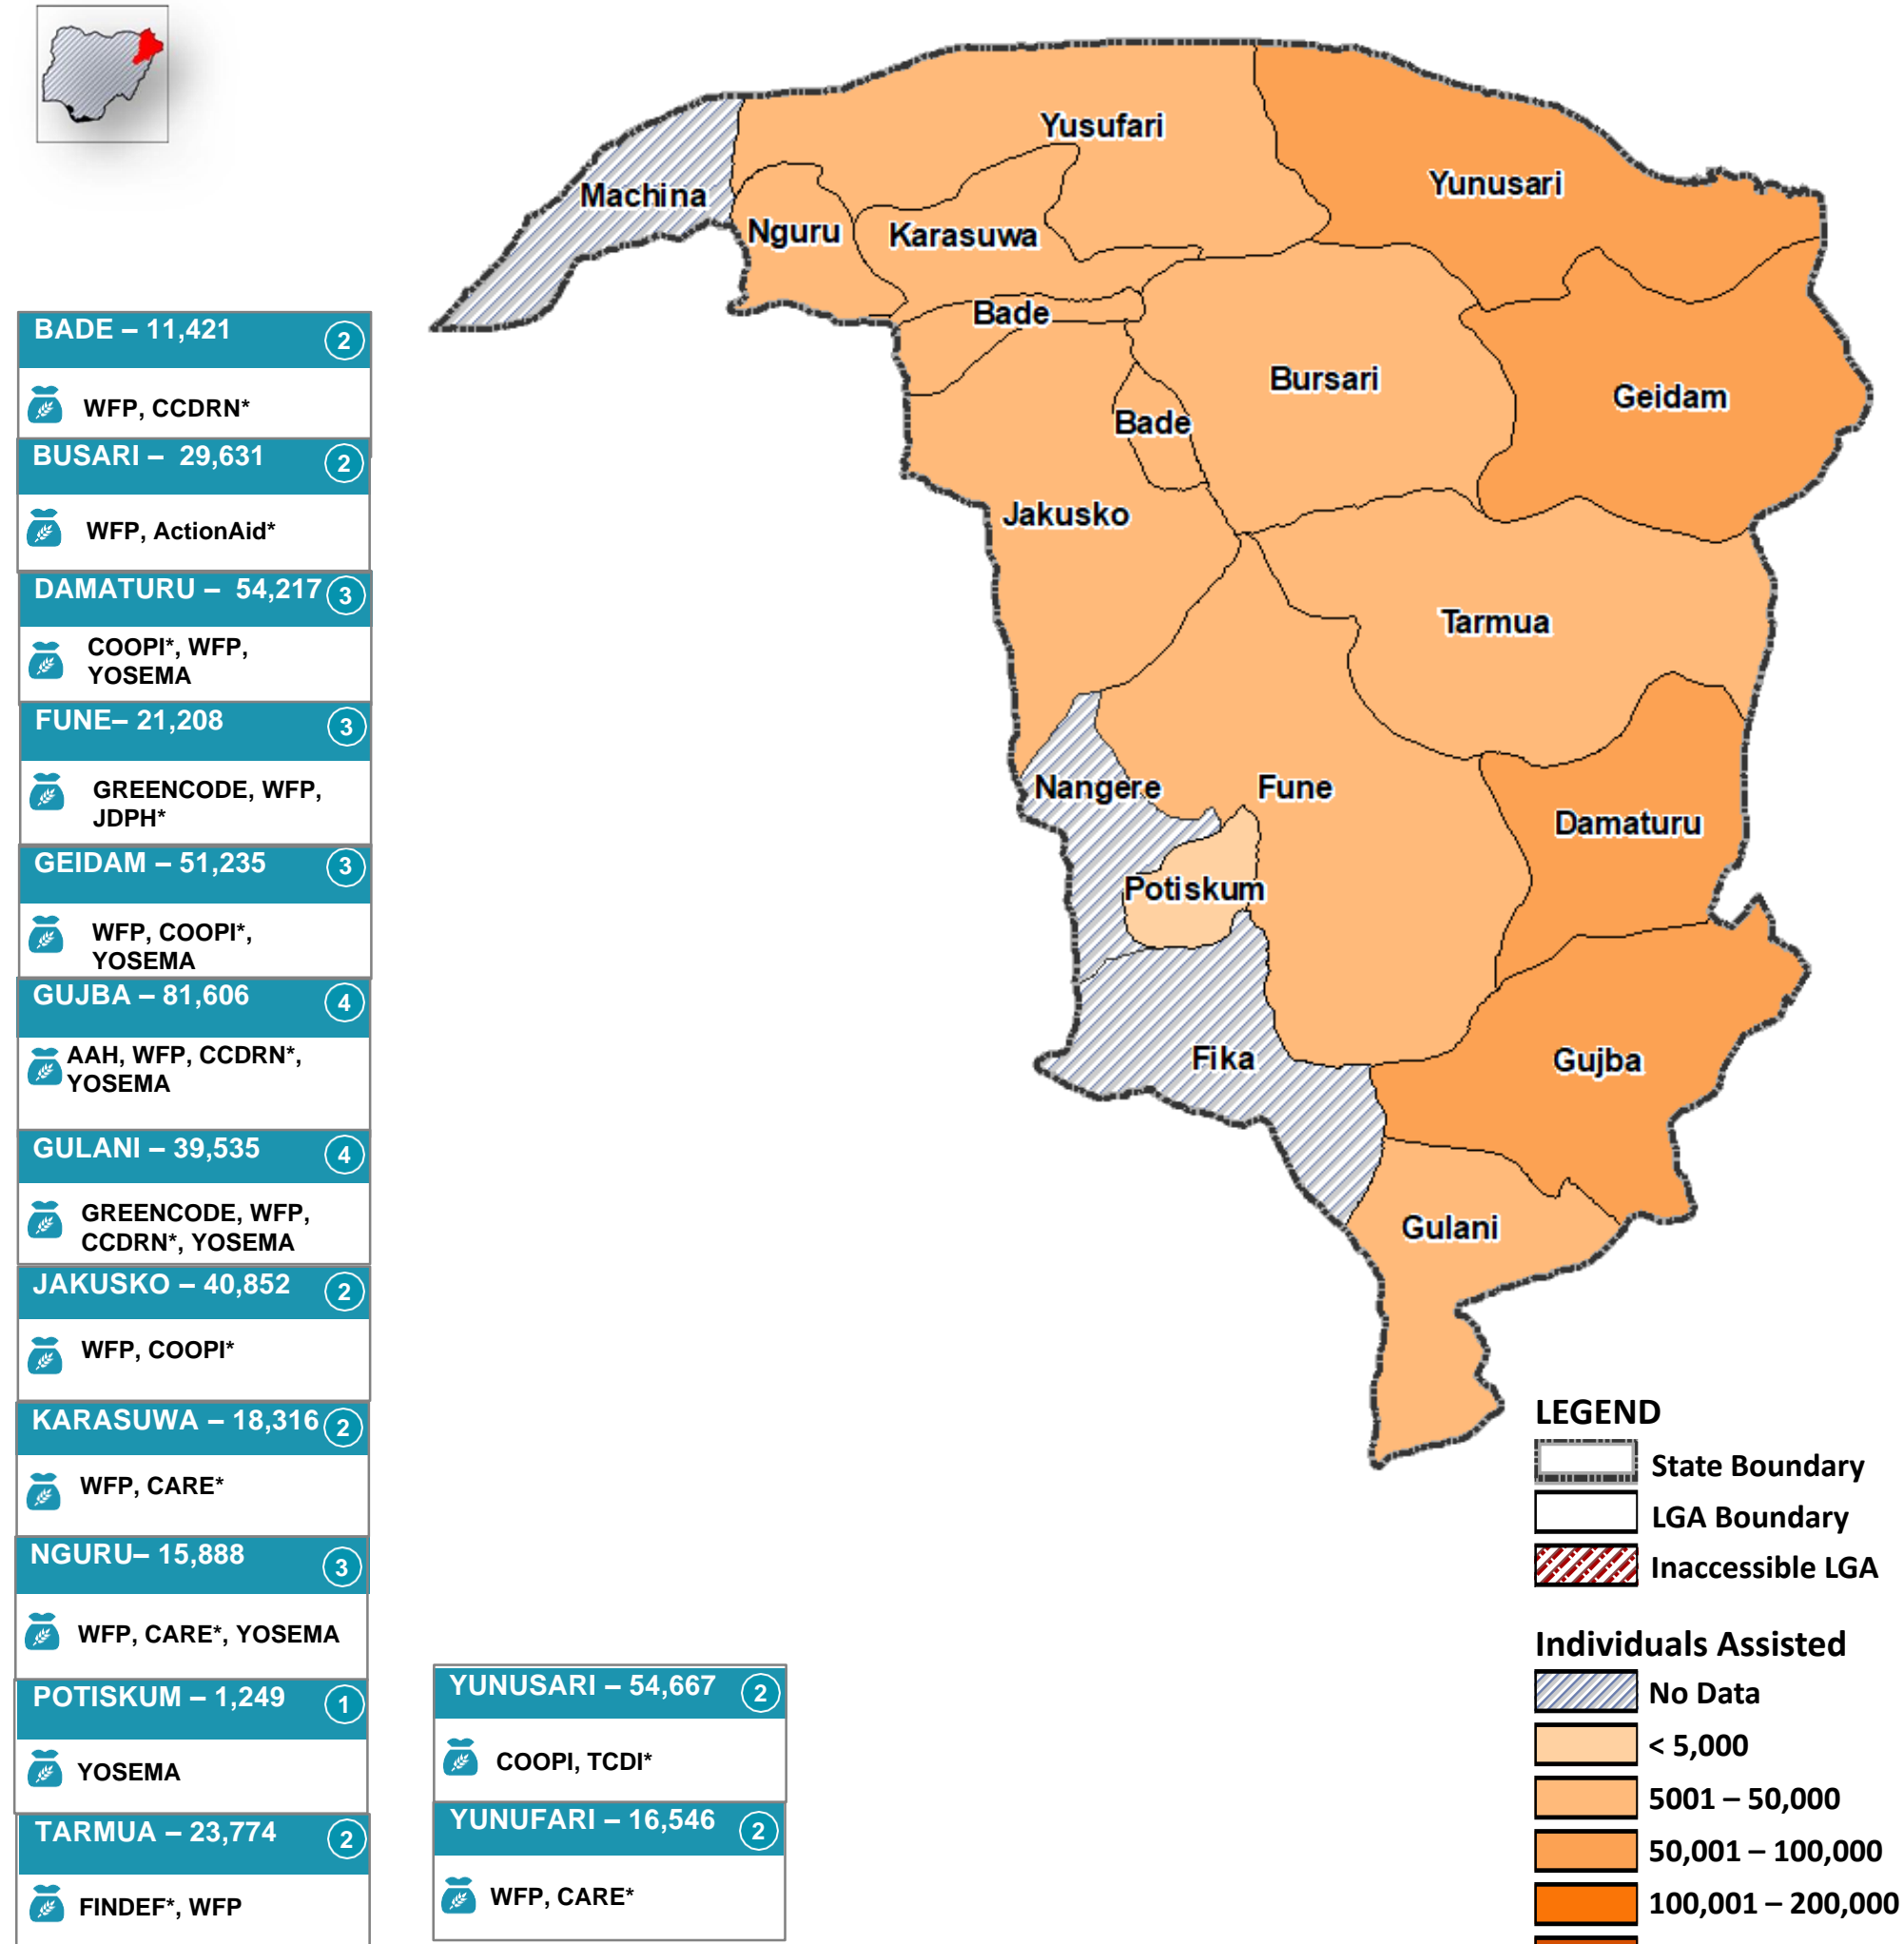 BADE – 11,421
2
WFP, CCDRN*
BUSARI – 29,631
2
WFP, ActionAid*
DAMATURU – 54,217
3
COOPI*, WFP,
YOSEMA
FUNE– 21,208
3
GREENCODE, WFP,
JDPH*
GEIDAM – 51,235
3
WFP, COOPI*,
YOSEMA
GUJBA – 81,606
4
AAH, WFP, CCDRN*,
YOSEMA
GULANI – 39,535
4
GREENCODE, WFP,
CCDRN*, YOSEMA
JAKUSKO – 40,852
2
WFP, COOPI*
KARASUWA – 18,316
2
WFP, CARE*
NGURU– 15,888
3
WFP, CARE*, YOSEMA
POTISKUM – 1,249
1
YOSEMA
TARMUA – 23,774
2
FINDEF*, WFP
YUNUSARI – 54,667
2
COOPI, TCDI*
YUNUFARI – 16,546
2
WFP, CARE*
Yusufari
Machina
Yunusari
Nguru
Karasuwa
Bade
Bursari
Geidam
Bade
Jakusko
Tarmua
Nangere
Fune
Damaturu
Potiskum
Fika
Gujba
Gulani
LEGEND
State Boundary
LGA Boundary
Inaccessible LGA
Individuals Assisted
No Data
< 5,000
5001 – 50,000
50,001 – 100,000
100,001 – 200,000